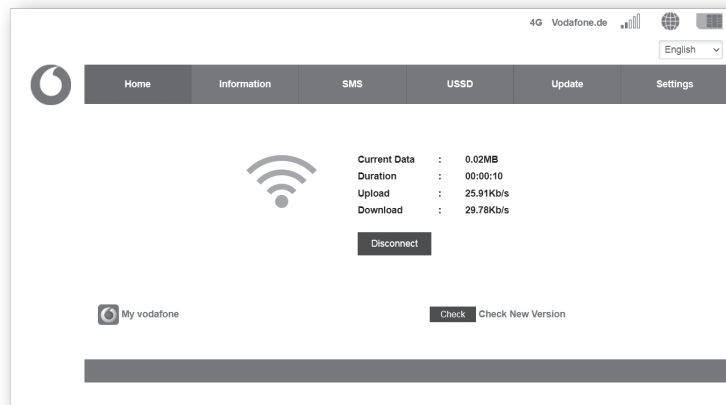 4G Vodafone.de
English
Home Information SMS USSD Update Settings
Current Data : 0.02MB
Duration : 00:00:10
Upload : 25.91Kb/s
Download : 29.78Kb/s
Disconnect
My vodafone
Check Check New Version